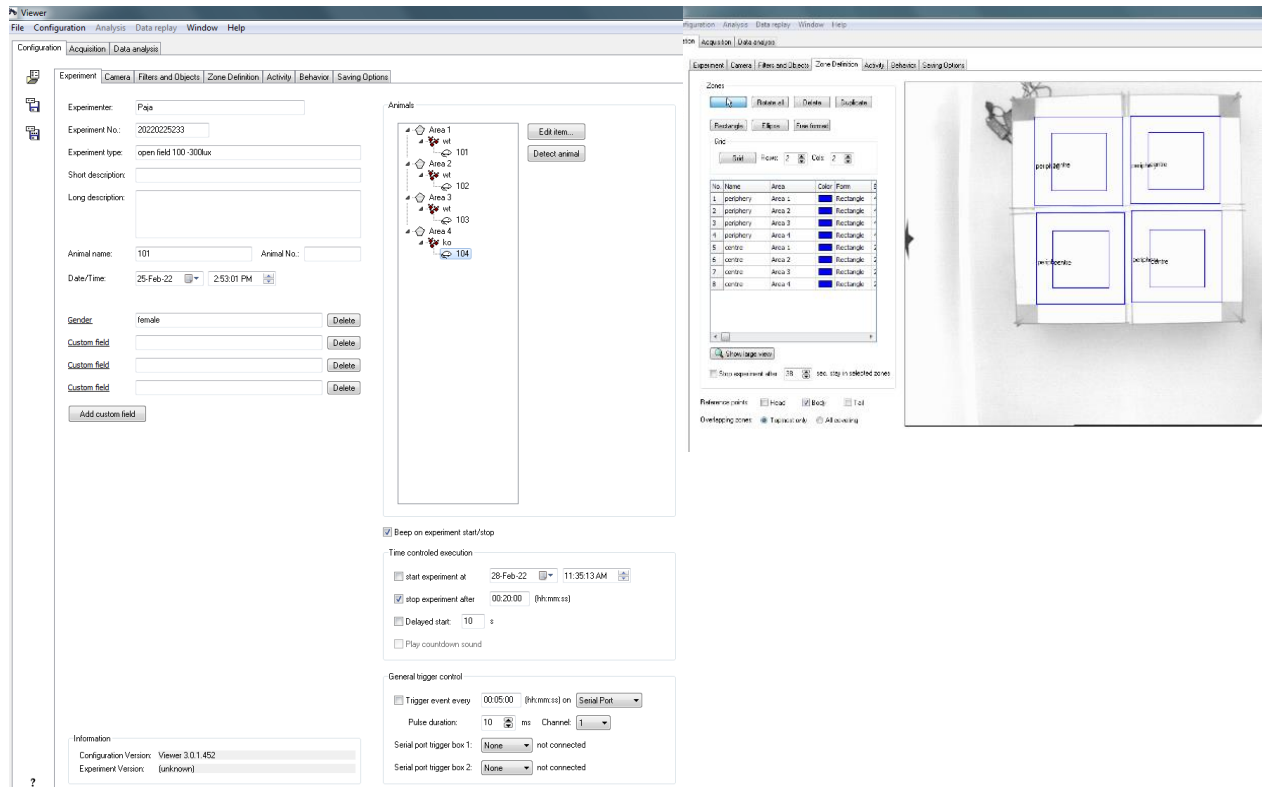 Viewer
File Configuration Analysis Data replay Window Help
Configuration Acquisition Data analysis
Experiment Camera Filters and Objects Zone Definition Activity Behavior Saving Options
Experimenter: Paja
Experiment No.: 20220225233
Experiment type: open field 100 -300lux
Short description:
Long description:
Animal name: 101 Animal No.:
Date/Time: 25-Feb-22 2:53:01 PM
Gender female Delete
Custom field Delete
Custom field Delete
Custom field Delete
Add custom field
Information
Configuration Version: Viewer 3.0.1.452
Experiment Version: (unknown)
?
Animals
Area 1
wt
101
Area 2
wt
102
Area 3
wt
103
Area 4
ko
104
Edit item...
Detect animal
Beep on experiment start/stop
Time controled execution
start experiment at 28-Feb-22 11:35:13 AM
stop experiment after 00:20:00 (hh:mm:ss)
Delayed start: 10 s
Play countdown sound
General trigger control
Trigger event every 00:05:00 (hh:mm:ss) on Serial Port
Pulse duration: 10 ms Channel: 1
Serial port trigger box 1: None not connected
Serial port trigger box 2: None not connected
Analysis Data replay Window Help
Acquisition Data analysis
Experiment Camera Filters and Objects Zone Definition Activity Behavior Saving Options
Zones
Rotate all Delete Duplicate
Rectangle Ellipse Free formed
Grid
Grid Rows: 2 Cols: 2
No. Name Area Color Form
1 periphery Area 1 Rectangle
2 periphery Area 2 Rectangle
3 periphery Area 3 Rectangle
4 periphery Area 4 Rectangle
5 centre Area 1 Rectangle
6 centre Area 2 Rectangle
7 centre Area 3 Rectangle
8 centre Area 4 Rectangle
Show large view
Stop experiment after 38 sec. stay in selected zones
Reference points: Head Body Tail
Overlapping zones: Topmost only All covering